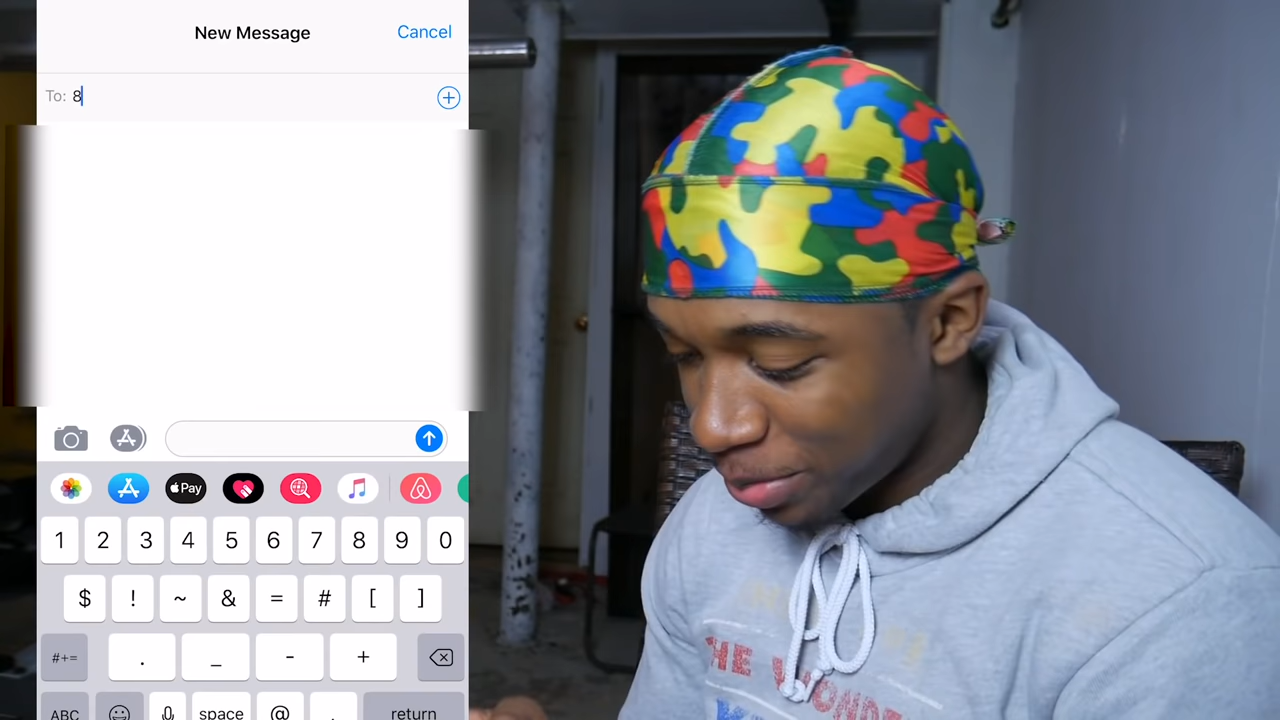 New Message
Cancel
To: 8
Pay
1 2 3 4 5 6 7 8 9 0
$ ! ~ & = # [ ]
#+= . _ - +
ABC space @ . return
THE WONDE